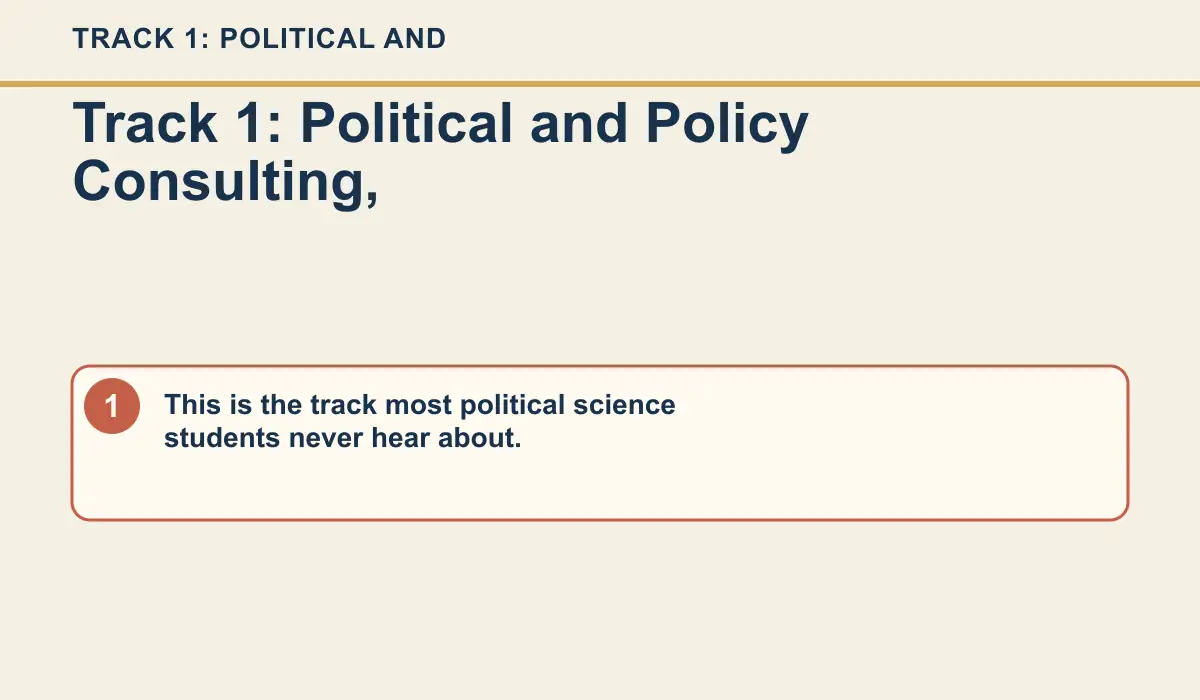 TRACK 1: POLITICAL AND
Track 1: Political and Policy
Consulting,
1
This is the track most political science
students never hear about.